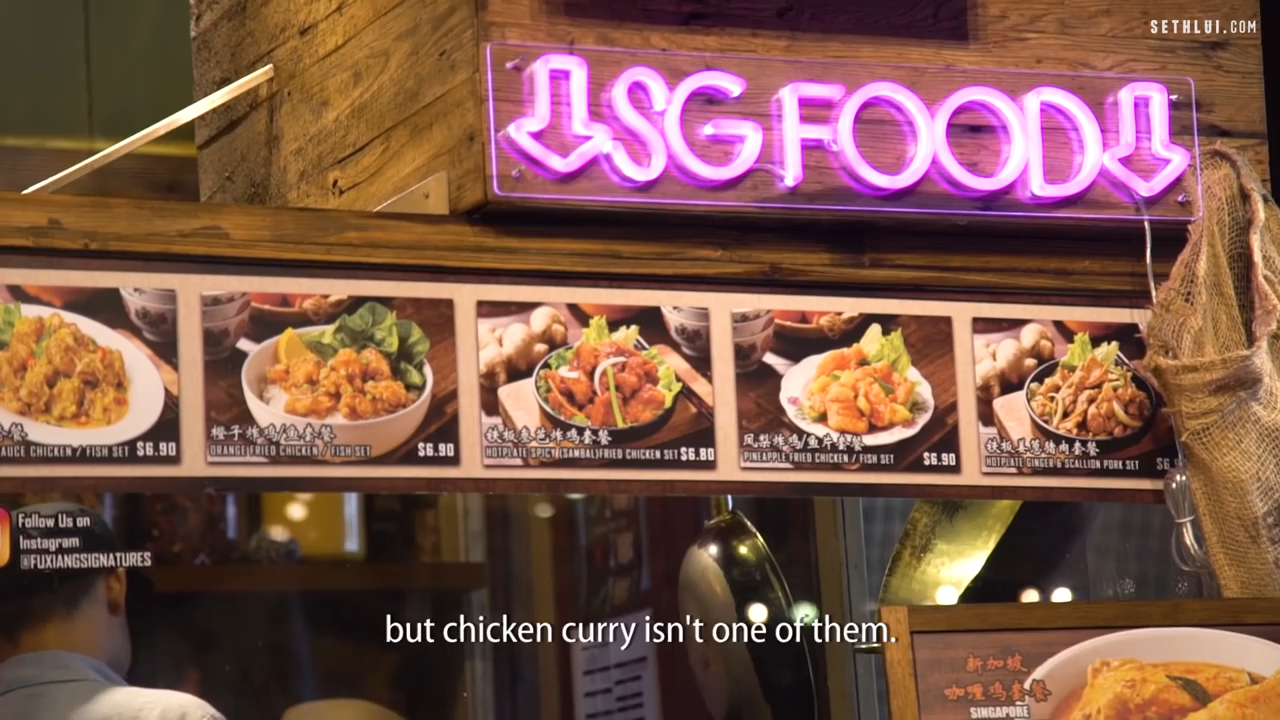 SETHLUI.COM
SG FOOD
AUCE CHICKEN / FISH SET $6.90
橙子炸鸡/鱼套餐
ORANGE FRIED CHICKEN / FISH SET $6.90
铁板叁芭炸鸡套餐
HOTPLATE SPICY (SAMBAL)FRIED CHICKEN SET $6.80
凤梨炸鸡/鱼片套餐
PINEAPPLE FRIED CHICKEN / FISH SET $6.90
铁板姜葱猪肉套餐
HOTPLATE GINGER & SCALLION PORK SET $6
Follow Us on
Instagram
@FUXIANGSIGNATURES
but chicken curry isn't one of them.
新加坡
咖喱鸡套餐
SINGAPORE